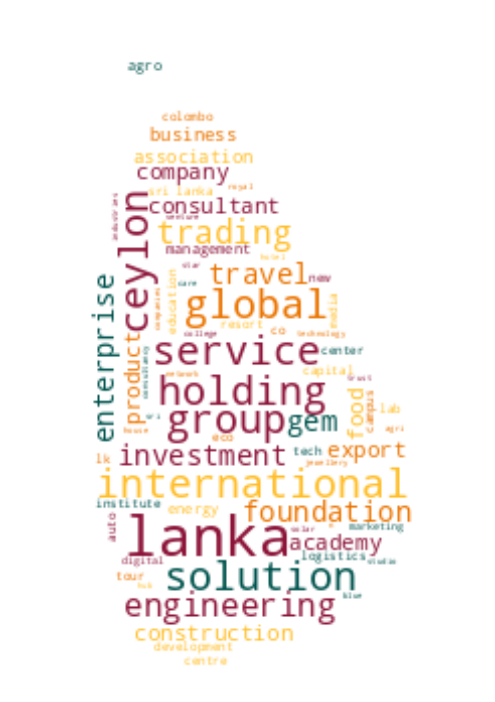 agro
colombo
business
association
company
sri lanka
royal
industries
ceylon
consultant
venture
trading
management
hotel
star
travel
new
enterprise
education
care
companies
global
media
resort
co
college
technology
product
consultancy
service
center
capital
network
trust
holding
food
campus
lab
sri
group
gem
house
eco
agri
lk
investment
tech
export
jewellery
international
institute
energy
foundation
auto
lanka
solar
marketing
academy
digital
logistics
studio
tour
hub
solution
blue
engineering
construction
development
centre